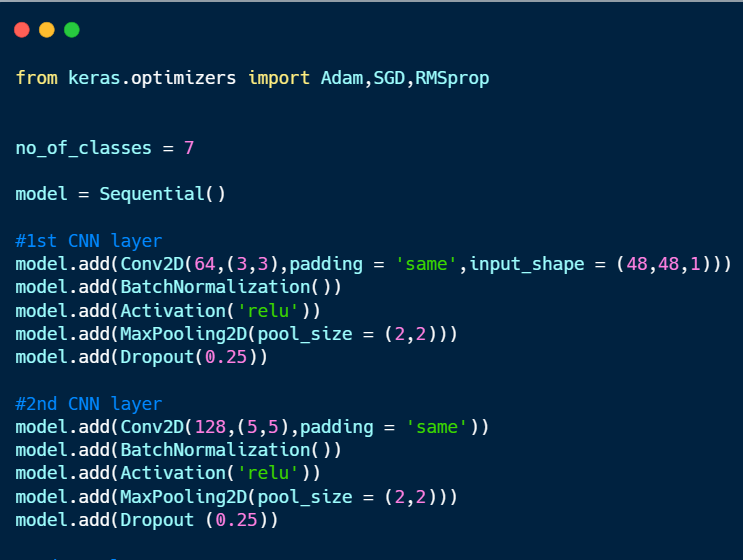 from keras.optimizers import Adam,SGD,RMSprop
no_of_classes = 7
model = Sequential()
#1st CNN layer
model.add(Conv2D(64,(3,3),padding = 'same',input_shape = (48,48,1)))
model.add(BatchNormalization())
model.add(Activation('relu'))
model.add(MaxPooling2D(pool_size = (2,2)))
model.add(Dropout(0.25))
#2nd CNN layer
model.add(Conv2D(128,(5,5),padding = 'same'))
model.add(BatchNormalization())
model.add(Activation('relu'))
model.add(MaxPooling2D(pool_size = (2,2)))
model.add(Dropout (0.25))